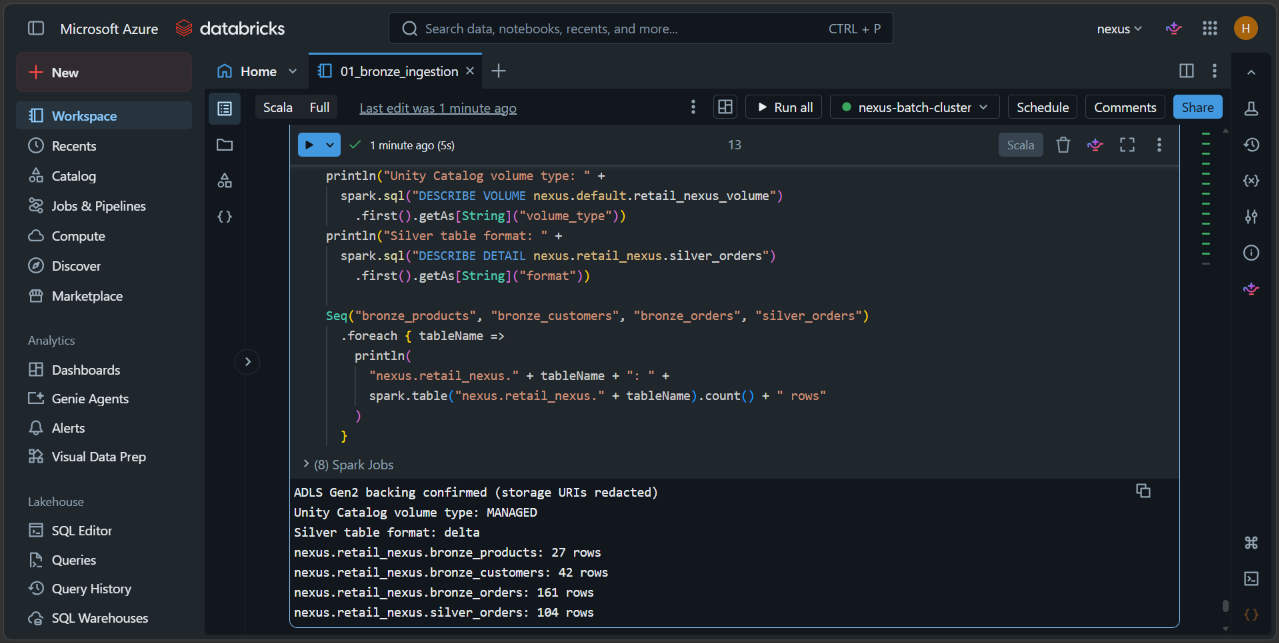 Microsoft Azure databricks
Search data, notebooks, recents, and more... CTRL + P
nexus
H
New
Workspace
Recents
Catalog
Jobs & Pipelines
Compute
Discover
Marketplace
Analytics
Dashboards
Genie Agents
Alerts
Visual Data Prep
Lakehouse
SQL Editor
Queries
Query History
SQL Warehouses
Home
01_bronze_ingestion
Scala Full Last edit was 1 minute ago
Run all nexus-batch-cluster Schedule Comments Share
1 minute ago (5s) 13 Scala
println("Unity Catalog volume type: " +
spark.sql("DESCRIBE VOLUME nexus.default.retail_nexus_volume")
.first().getAs[String]("volume_type"))
println("Silver table format: " +
spark.sql("DESCRIBE DETAIL nexus.retail_nexus.silver_orders")
.first().getAs[String]("format"))
Seq("bronze_products", "bronze_customers", "bronze_orders", "silver_orders")
.foreach { tableName =>
println(
"nexus.retail_nexus." + tableName + ": " +
spark.table("nexus.retail_nexus." + tableName).count() + " rows"
)
}
(8) Spark Jobs
ADLS Gen2 backing confirmed (storage URIs redacted)
Unity Catalog volume type: MANAGED
Silver table format: delta
nexus.retail_nexus.bronze_products: 27 rows
nexus.retail_nexus.bronze_customers: 42 rows
nexus.retail_nexus.bronze_orders: 161 rows
nexus.retail_nexus.silver_orders: 104 rows